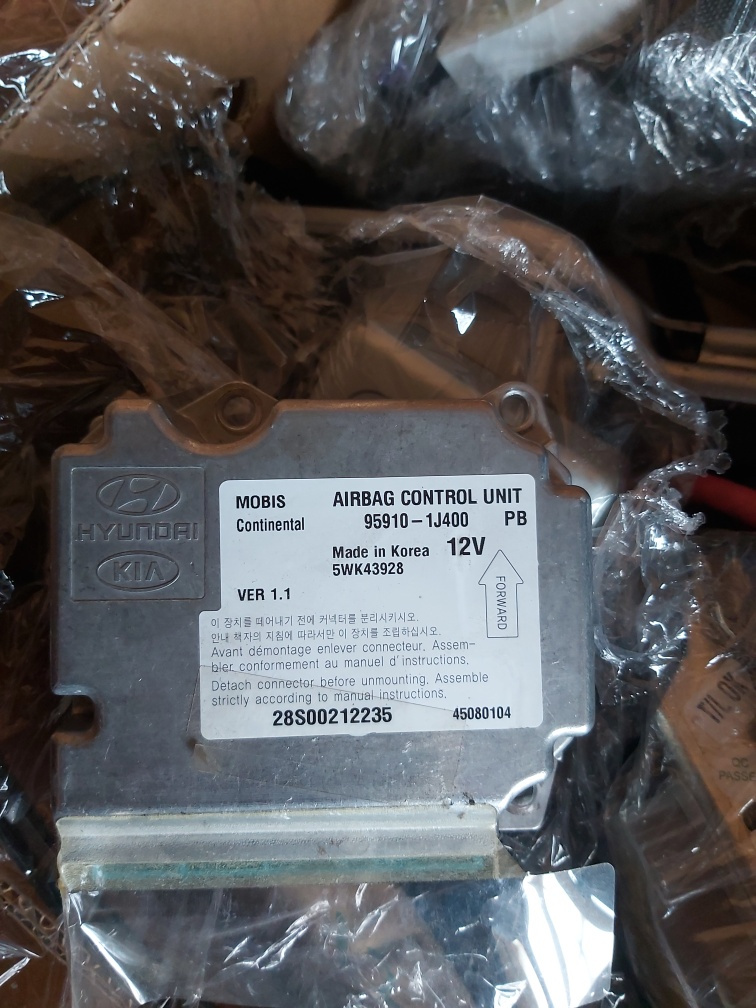 HYUNDAI
KIA
MOBIS AIRBAG CONTROL UNIT
Continental 95910-1J400 PB
Made in Korea 12V
5WK43928
FORWARD
VER 1.1
이 장치를 떼어내기 전에 커넥터를 분리시키시오.
안내 책자의 지침에 따라서만 이 장치를 조립하십시오.
Avant démontage enlever connecteur. Assem-
bler conformement au manuel d'instructions.
Detach connector before unmounting. Assemble
strictly according to manual instructions.
28S00212235 45080104
T/L OK